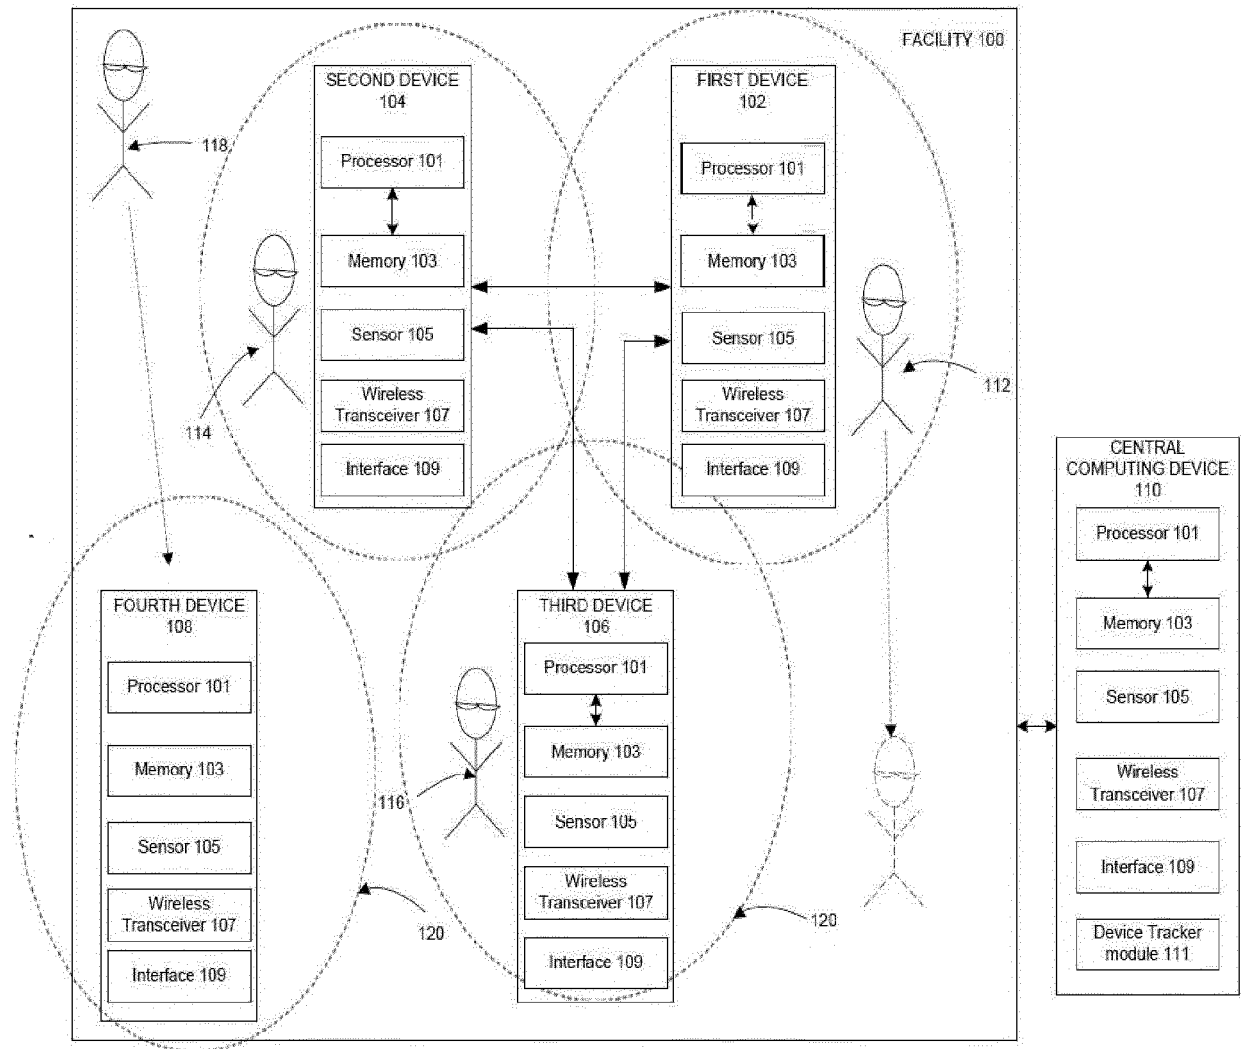 FACILITY 100
118
SECOND DEVICE
104
Processor 101
Memory 103
Sensor 105
Wireless
Transceiver 107
Interface 109
114
FIRST DEVICE
102
Processor 101
Memory 103
Sensor 105
Wireless
Transceiver 107
Interface 109
112
FOURTH DEVICE
108
Processor 101
Memory 103
Sensor 105
Wireless
Transceiver 107
Interface 109
120
THIRD DEVICE
106
Processor 101
Memory 103
Sensor 105
Wireless
Transceiver 107
Interface 109
116
120
CENTRAL
COMPUTING DEVICE
110
Processor 101
Memory 103
Sensor 105
Wireless
Transceiver 107
Interface 109
Device Tracker
module 111